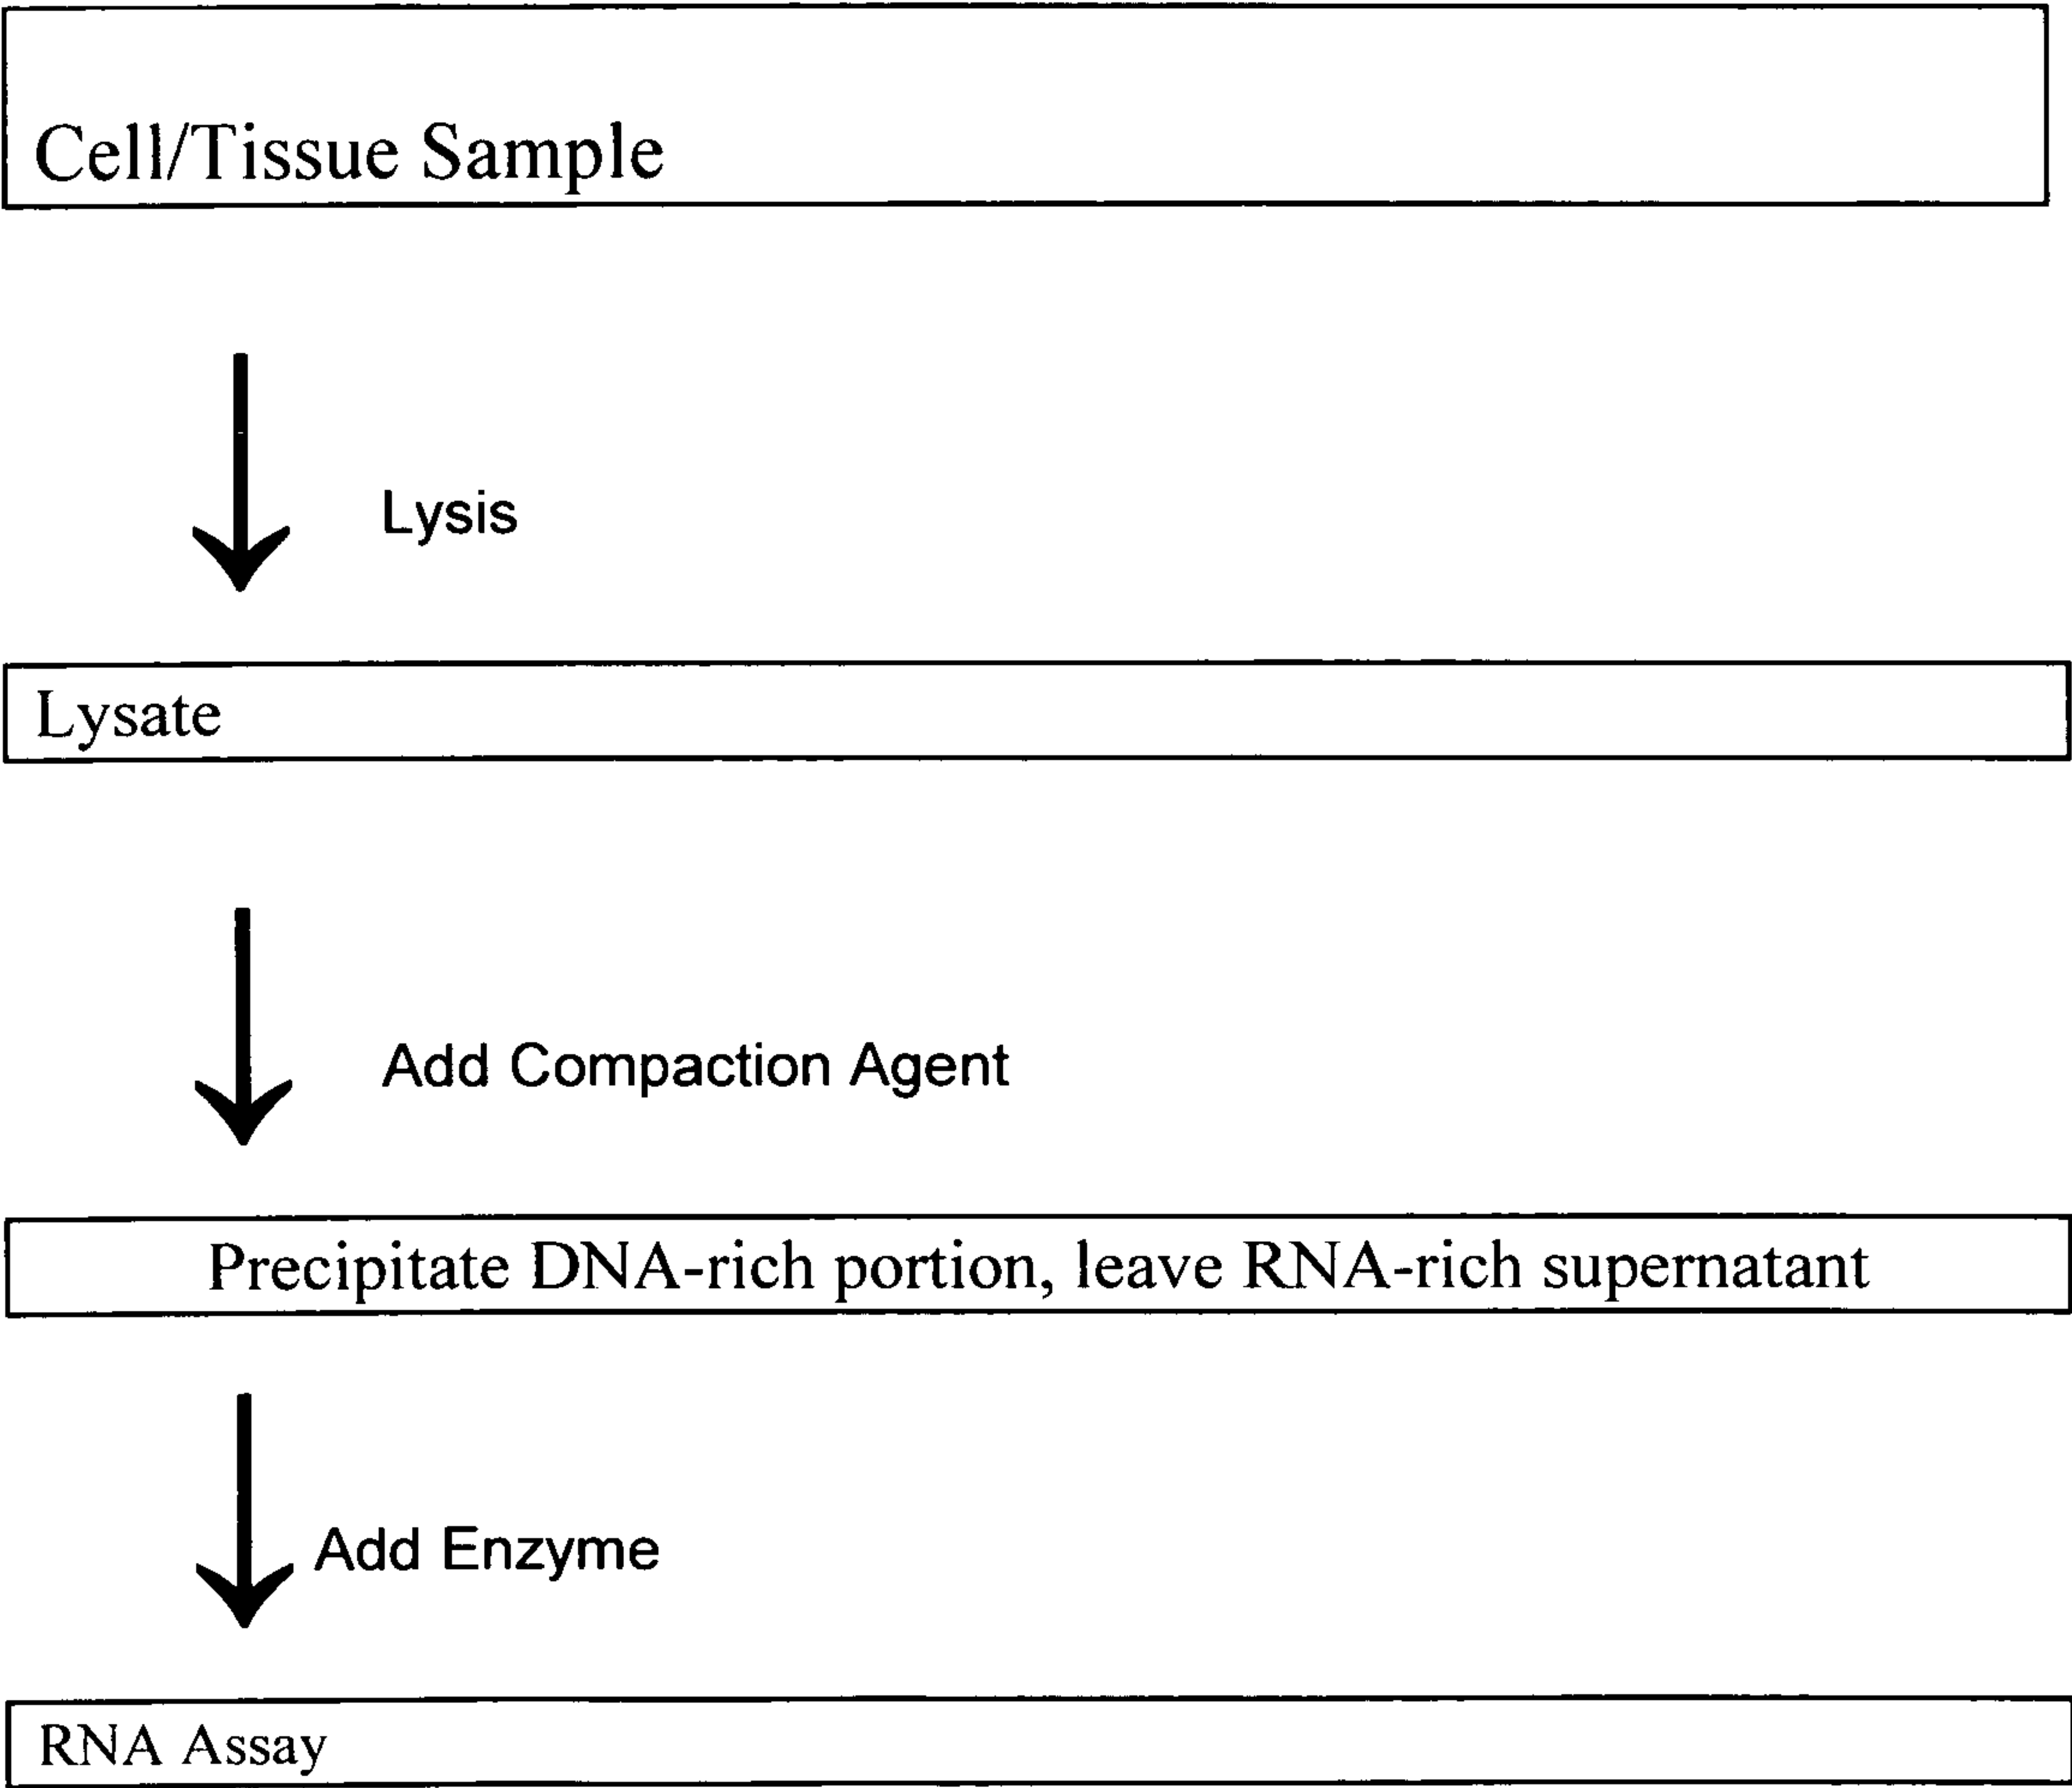 Cell/Tissue Sample
Lysis
Lysate
Add Compaction Agent
Precipitate DNA-rich portion, leave RNA-rich supernatant
Add Enzyme
RNA Assay